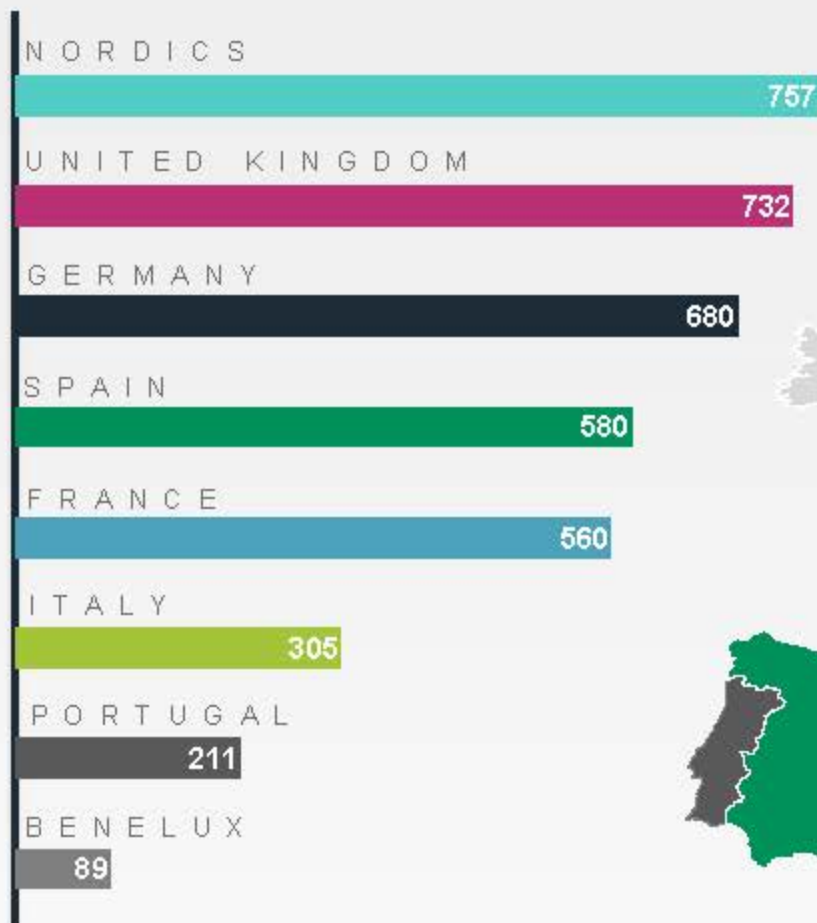 NORDICS
757
UNITED KINGDOM
732
GERMANY
680
SPAIN
580
FRANCE
560
ITALY
305
PORTUGAL
211
BENELUX
89